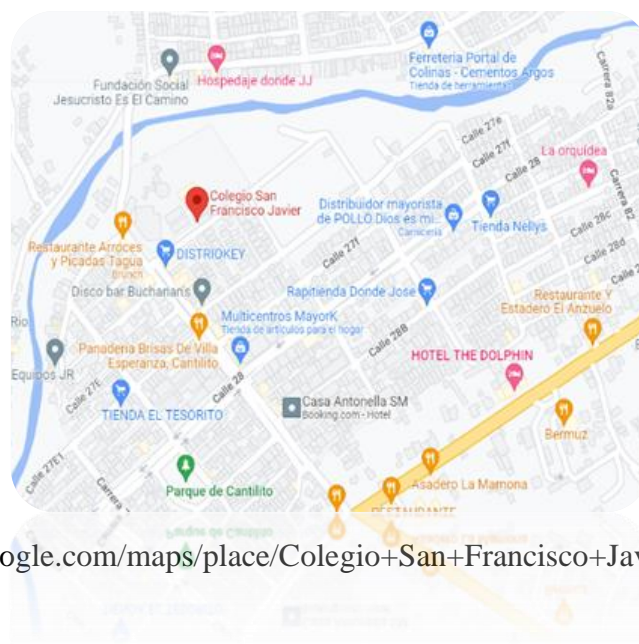 Ferreteria Portal de
Colinas - Cementos Argos
Tienda de herramientas
Fundación Social
Jesucristo Es El Camino
Hospedaje donde JJ
Carrera 82a
Calle 27e
Calle 27f
Calle 28
La orquídea
Carrera 82
Colegio San
Francisco Javier
Distribuidor mayorista
de POLLO Dios es mi...
Carnicería
Tienda Nellys
Calle 28c
Calle 28d
Restaurante Arroces
y Picadas Tagua
Brunch
DISTRIOKEY
Calle 27f
Disco bar Buchanan's
Rapitienda Donde Jose
Restaurante Y
Estadero El Anzuelo
Multicentros MayorK
Tienda de artículos para el hogar
Rio
Panaderia Brisas De Villa
Esperanza, Cantilito
Calle 28B
HOTEL THE DOLPHIN
Equipos JR
Calle 27E
Calle 28
TIENDA EL TESORITO
Casa Antonella SM
Booking.com - Hotel
Bermuz
Calle 27E1
Carrera
Parque de Cantilito
Asadero La Mamona
RESTAURANTE
ogle.com/maps/place/Colegio+San+Francisco+Jav